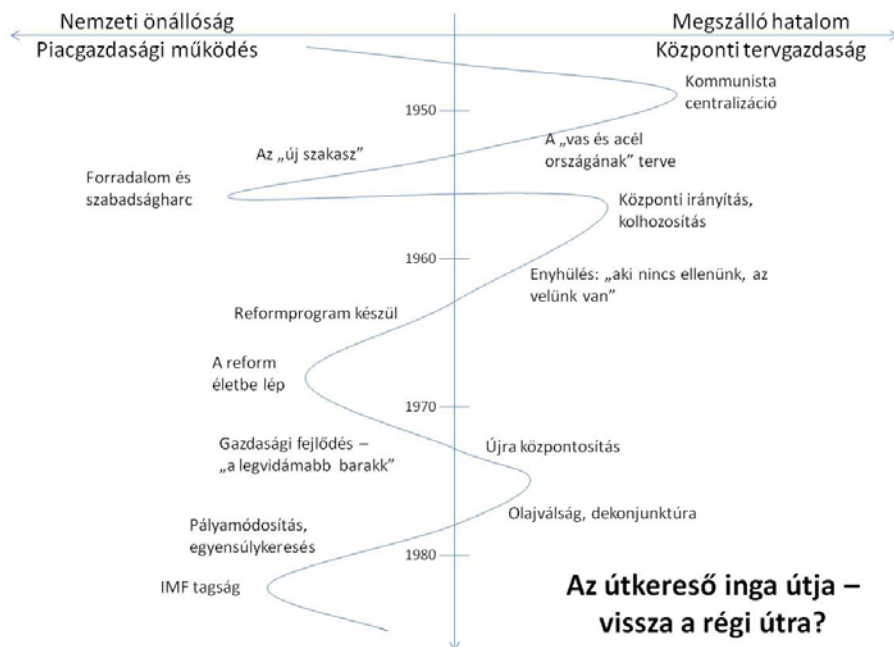 Nemzeti önállóság
Piacgazdasági működés
Megszálló hatalom
Központi tervgazdaság
Kommunista
centralizáció
1950
A „vas és acél
országának” terve
Az „új szakasz”
Forradalom és
szabadságharc
Központi irányítás,
kolhozosítás
1960
Enyhülés: „aki nincs ellenünk, az
velünk van”
Reformprogram készül
A reform
életbe lép
1970
Gazdasági fejlődés –
„a legvidámabb barakk”
Újra központosítás
Olajválság, dekonjunktúra
Pályamódosítás,
egyensúlykeresés
1980
IMF tagság
Az útkereső inga útja –
vissza a régi útra?